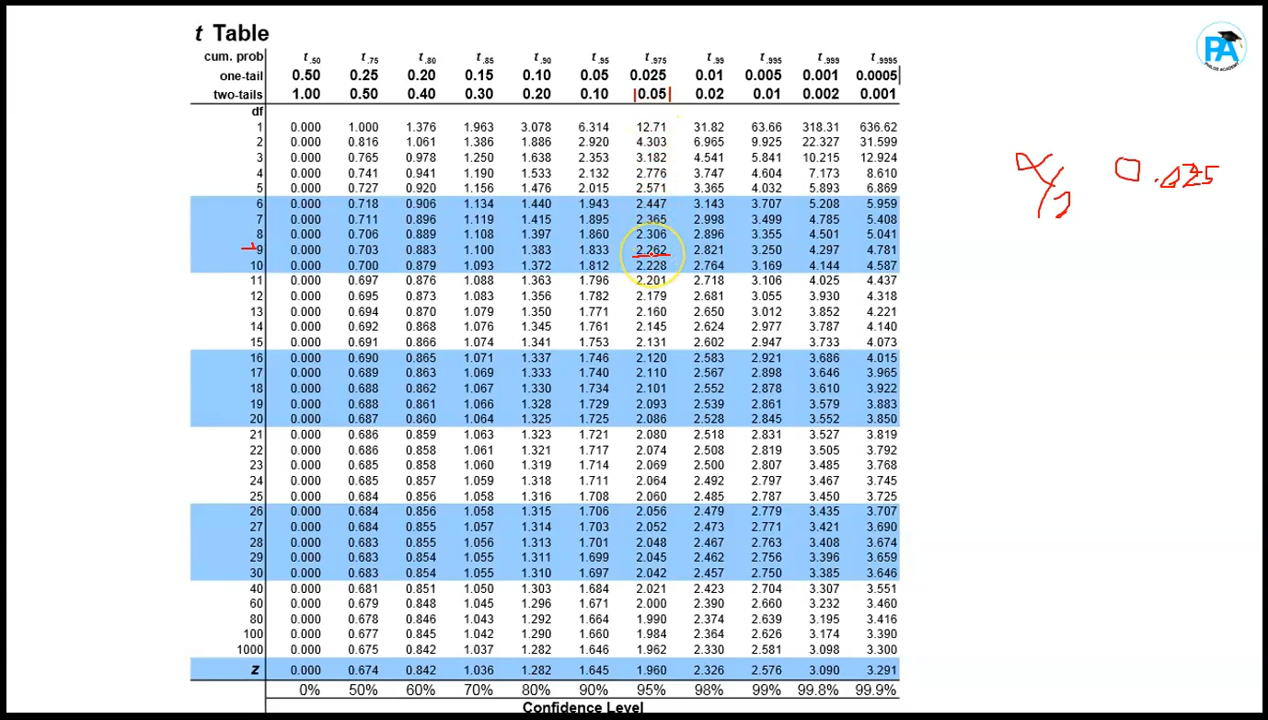 t Table
cum. prob t.50 t.75 t.80 t.85 t.90 t.95 t.975 t.99 t.995 t.999 t.9995
one-tail 0.50 0.25 0.20 0.15 0.10 0.05 0.025 0.01 0.005 0.001 0.0005
two-tails 1.00 0.50 0.40 0.30 0.20 0.10 0.05 0.02 0.01 0.002 0.001
df
1 0.000 1.000 1.376 1.963 3.078 6.314 12.71 31.82 63.66 318.31 636.62
2 0.000 0.816 1.061 1.386 1.886 2.920 4.303 6.965 9.925 22.327 31.599
3 0.000 0.765 0.978 1.250 1.638 2.353 3.182 4.541 5.841 10.215 12.924
4 0.000 0.741 0.941 1.190 1.533 2.132 2.776 3.747 4.604 7.173 8.610
5 0.000 0.727 0.920 1.156 1.476 2.015 2.571 3.365 4.032 5.893 6.869
6 0.000 0.718 0.906 1.134 1.440 1.943 2.447 3.143 3.707 5.208 5.959
7 0.000 0.711 0.896 1.119 1.415 1.895 2.365 2.998 3.499 4.785 5.408
8 0.000 0.706 0.889 1.108 1.397 1.860 2.306 2.896 3.355 4.501 5.041
9 0.000 0.703 0.883 1.100 1.383 1.833 2.262 2.821 3.250 4.297 4.781
10 0.000 0.700 0.879 1.093 1.372 1.812 2.228 2.764 3.169 4.144 4.587
11 0.000 0.697 0.876 1.088 1.363 1.796 2.201 2.718 3.106 4.025 4.437
12 0.000 0.695 0.873 1.083 1.356 1.782 2.179 2.681 3.055 3.930 4.318
13 0.000 0.694 0.870 1.079 1.350 1.771 2.160 2.650 3.012 3.852 4.221
14 0.000 0.692 0.868 1.076 1.345 1.761 2.145 2.624 2.977 3.787 4.140
15 0.000 0.691 0.866 1.074 1.341 1.753 2.131 2.602 2.947 3.733 4.073
16 0.000 0.690 0.865 1.071 1.337 1.746 2.120 2.583 2.921 3.686 4.015
17 0.000 0.689 0.863 1.069 1.333 1.740 2.110 2.567 2.898 3.646 3.965
18 0.000 0.688 0.862 1.067 1.330 1.734 2.101 2.552 2.878 3.610 3.922
19 0.000 0.688 0.861 1.066 1.328 1.729 2.093 2.539 2.861 3.579 3.883
20 0.000 0.687 0.860 1.064 1.325 1.725 2.086 2.528 2.845 3.552 3.850
21 0.000 0.686 0.859 1.063 1.323 1.721 2.080 2.518 2.831 3.527 3.819
22 0.000 0.686 0.858 1.061 1.321 1.717 2.074 2.508 2.819 3.505 3.792
23 0.000 0.685 0.858 1.060 1.319 1.714 2.069 2.500 2.807 3.485 3.768
24 0.000 0.685 0.857 1.059 1.318 1.711 2.064 2.492 2.797 3.467 3.745
25 0.000 0.684 0.856 1.058 1.316 1.708 2.060 2.485 2.787 3.450 3.725
26 0.000 0.684 0.856 1.058 1.315 1.706 2.056 2.479 2.779 3.435 3.707
27 0.000 0.684 0.855 1.057 1.314 1.703 2.052 2.473 2.771 3.421 3.690
28 0.000 0.683 0.855 1.056 1.313 1.701 2.048 2.467 2.763 3.408 3.674
29 0.000 0.683 0.854 1.055 1.311 1.699 2.045 2.462 2.756 3.396 3.659
30 0.000 0.683 0.854 1.055 1.310 1.697 2.042 2.457 2.750 3.385 3.646
40 0.000 0.681 0.851 1.050 1.303 1.684 2.021 2.423 2.704 3.307 3.551
60 0.000 0.679 0.848 1.045 1.296 1.671 2.000 2.390 2.660 3.232 3.460
80 0.000 0.678 0.846 1.043 1.292 1.664 1.990 2.374 2.639 3.195 3.416
100 0.000 0.677 0.845 1.042 1.290 1.660 1.984 2.364 2.626 3.174 3.390
1000 0.000 0.675 0.842 1.037 1.282 1.646 1.962 2.330 2.581 3.098 3.300
z 0.000 0.674 0.842 1.036 1.282 1.645 1.960 2.326 2.576 3.090 3.291
0% 50% 60% 70% 80% 90% 95% 98% 99% 99.8% 99.9%
Confidence Level
α/2 0.025
PA
PHILOS ACADEMY